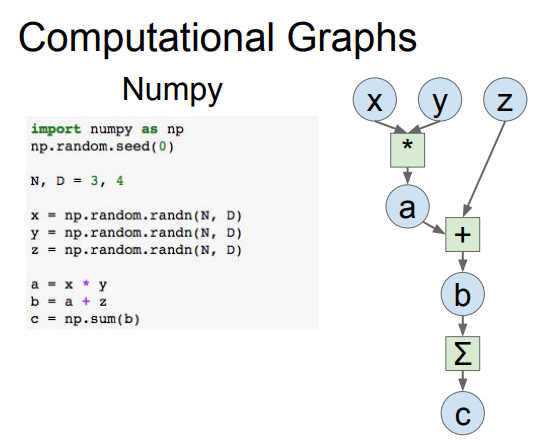 Computational Graphs
Numpy
import numpy as np
np.random.seed(0)
N, D = 3, 4
x = np.random.randn(N, D)
y = np.random.randn(N, D)
z = np.random.randn(N, D)
a = x * y
b = a + z
c = np.sum(b)
x y z
*
a
+
b
Σ
c